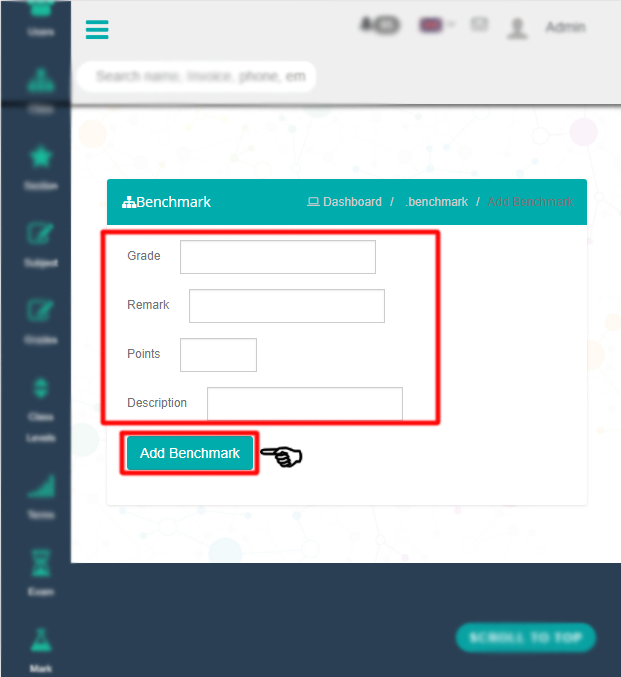 Users
Admin
Search name, Invoice, phone, em
Section
Subject
Grades
Class
Levels
Terms
Exam
Mark
Benchmark
Dashboard / .benchmark / Add Benchmark
Grade
Remark
Points
Description
Add Benchmark
SCROLL TO TOP